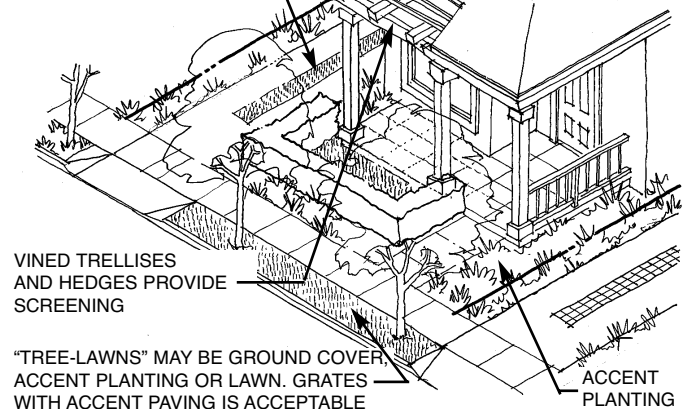 VINED TRELLISES
AND HEDGES PROVIDE
SCREENING
“TREE-LAWNS” MAY BE GROUND COVER,
ACCENT PLANTING OR LAWN. GRATES
WITH ACCENT PAVING IS ACCEPTABLE
ACCENT
PLANTING